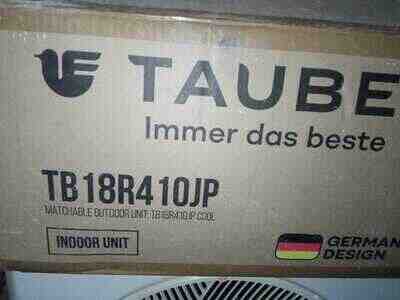 TAUBE
Immer das beste
TB18R410JP
MATCHABLE OUTDOOR UNIT: TB18R410JP COOL
INDOOR UNIT
GERMAN
DESIGN